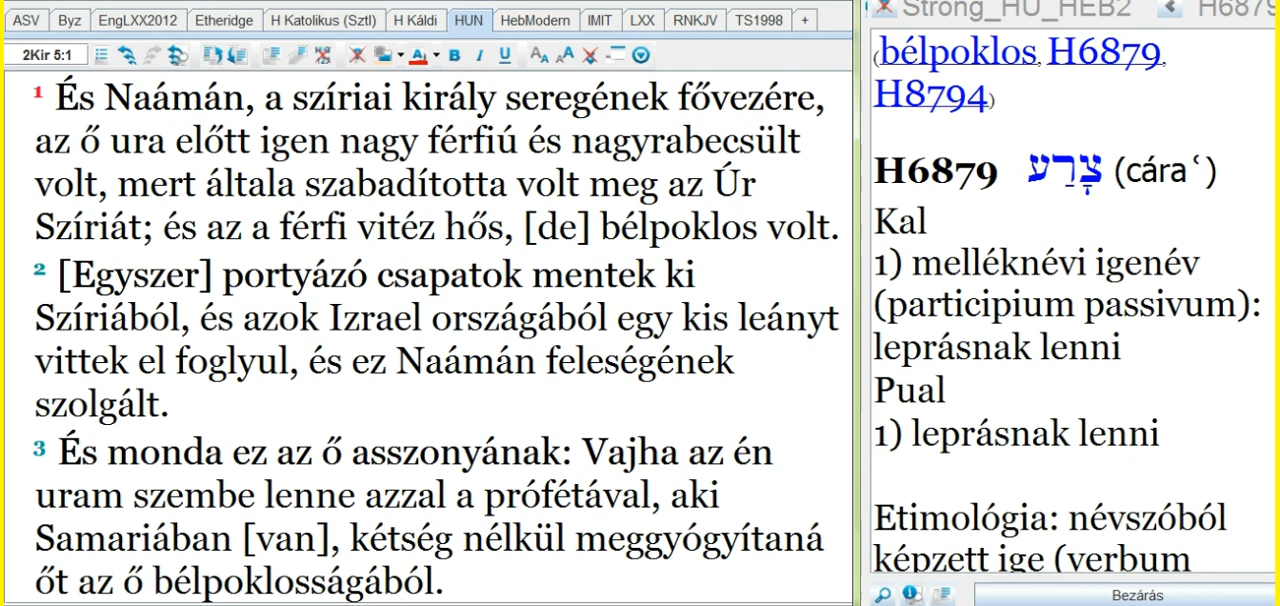 ASV Byz EngLXX2012 Etheridge H Katolikus (Sztl) H Káldi HUN HebModern IMIT LXX RNKJV TS1998 +
2Kir 5:1
1 És Naámán, a szíriai király seregének fővezére,
az ő ura előtt igen nagy férfiú és nagyrabecsült
volt, mert általa szabadította volt meg az Úr
Szíriát; és az a férfi vitéz hős, [de] bélpoklos volt.
2 [Egyszer] portyázó csapatok mentek ki
Szíriából, és azok Izrael országából egy kis leányt
vittek el foglyul, és ez Naámán feleségének
szolgált.
3 És monda ez az ő asszonyának: Vajha az én
uram szembe lenne azzal a prófétával, aki
Samariában [van], kétség nélkül meggyógyítaná
őt az ő bélpoklosságából.
Strong_HU_HEB2 H6879
(bélpoklos, H6879,
H8794)
H6879 צָרַע (cáraʿ)
Kal
1) melléknévi igenév
(participium passivum):
leprásnak lenni
Pual
1) leprásnak lenni
Etimológia: névszóból
képzett ige (verbum
Bezárás